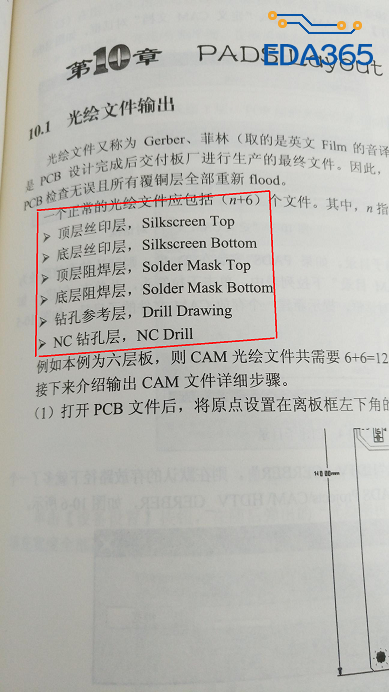 EDA365
第10章 PADS Layout
10.1 光绘文件输出
光绘文件又称为 Gerber、菲林（取的是英文 Film 的音译
是 PCB 设计完成后交付板厂进行生产的最终文件。因此，
PCB检查无误且所有覆铜层全部重新 flood。
一个正常的光绘文件应包括（n+6）个文件。其中，n 指
➢ 顶层丝印层，Silkscreen Top
➢ 底层丝印层，Silkscreen Bottom
➢ 顶层阻焊层，Solder Mask Top
➢ 底层阻焊层，Solder Mask Bottom
➢ 钻孔参考层，Drill Drawing
➢ NC 钻孔层，NC Drill
例如本例为六层板，则 CAM 光绘文件共需要 6+6=12
接下来介绍输出 CAM 文件详细步骤。
（1）打开 PCB 文件后，将原点设置在离板框左下角的